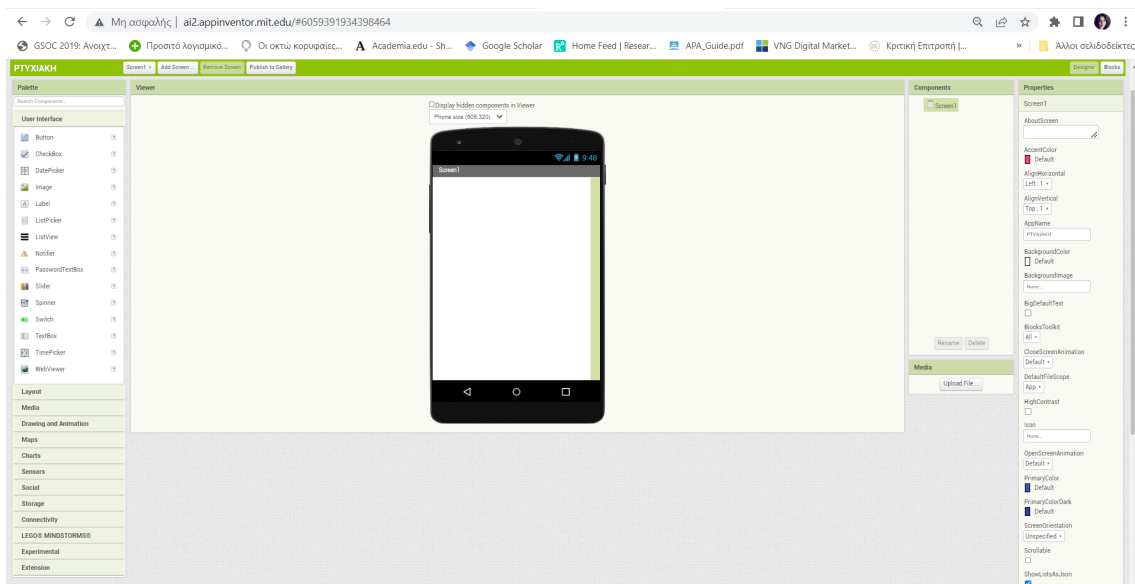 Μη ασφαλής | ai2.appinventor.mit.edu/#6059391934398464
GSOC 2019: Ανοιχτ... Προσιτό λογισμικό... Οι οκτώ κορυφαίες... Academia.edu - Sh... Google Scholar Home Feed | Resear... APA_Guide.pdf VNG Digital Market... Κριτική Επιτροπή |... » Άλλοι σελιδοδείκτες
PTYXIAKH Screen1 Add Screen ... Remove Screen Publish to Gallery Designer Blocks
Palette
Search Components...
User Interface
Button
CheckBox
DatePicker
Image
Label
ListPicker
ListView
Notifier
PasswordTextBox
Slider
Spinner
Switch
TextBox
TimePicker
WebViewer
Layout
Media
Drawing and Animation
Maps
Charts
Sensors
Social
Storage
Connectivity
LEGO® MINDSTORMS®
Experimental
Extension
Viewer
Display hidden components in Viewer
Phone size (505,320)
9:48
Screen1
Components
Screen1
Rename Delete
Media
Upload File ...
Properties
Screen1
AboutScreen
AccentColor
Default
AlignHorizontal
Left : 1
AlignVertical
Top : 1
AppName
PTYXIAKH
BackgroundColor
Default
BackgroundImage
None...
BigDefaultText
BlocksToolkit
All
CloseScreenAnimation
Default
DefaultFileScope
App
HighContrast
Icon
None...
OpenScreenAnimation
Default
PrimaryColor
Default
PrimaryColorDark
Default
ScreenOrientation
Unspecified
Scrollable
ShowListsAsJson